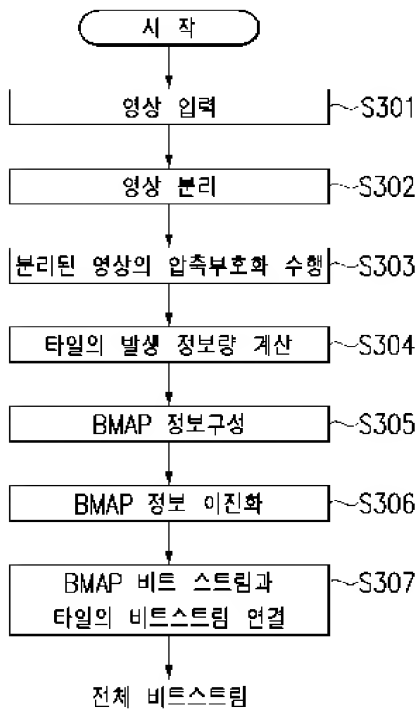 시 작
영상 입력
S301
영상 분리
S302
분리된 영상의 압축부호화 수행
S303
타일의 발생 정보량 계산
S304
BMAP 정보구성
S305
BMAP 정보 이진화
S306
BMAP 비트 스트림과
타일의 비트스트림 연결
S307
전체 비트스트림